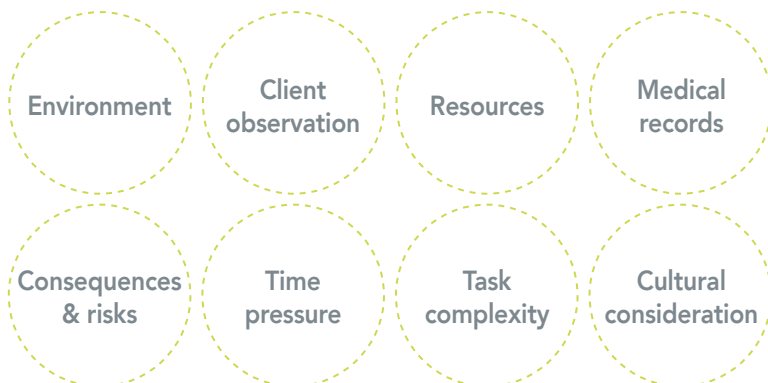 Environment
Client
observation
Resources
Medical
records
Consequences
& risks
Time
pressure
Task
complexity
Cultural
consideration